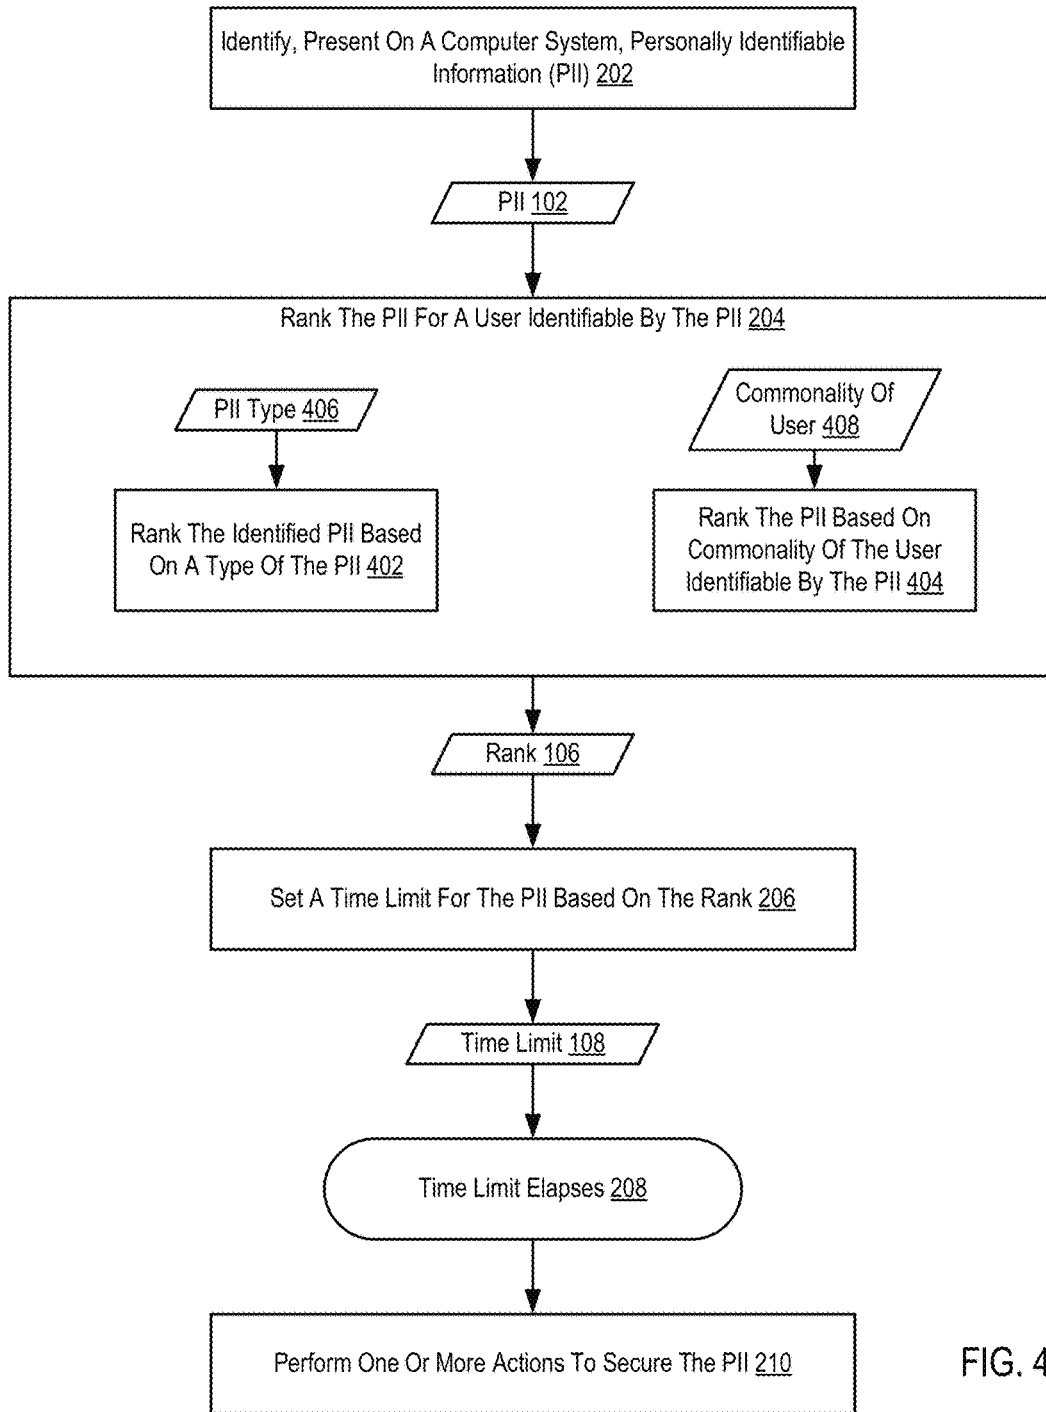 Identify, Present On A Computer System, Personally Identifiable
Information (PII) 202
PII 102
Rank The PII For A User Identifiable By The PII 204
PII Type 406
Commonality Of
User 408
Rank The Identified PII Based
On A Type Of The PII 402
Rank The PII Based On
Commonality Of The User
Identifiable By The PII 404
Rank 106
Set A Time Limit For The PII Based On The Rank 206
Time Limit 108
Time Limit Elapses 208
Perform One Or More Actions To Secure The PII 210
FIG. 4